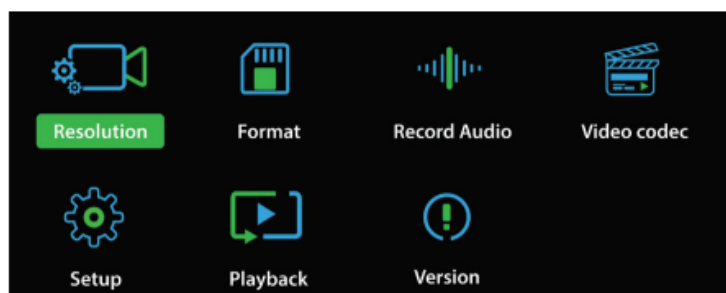 Resolution
Format
Record Audio
Video codec
Setup
Playback
Version